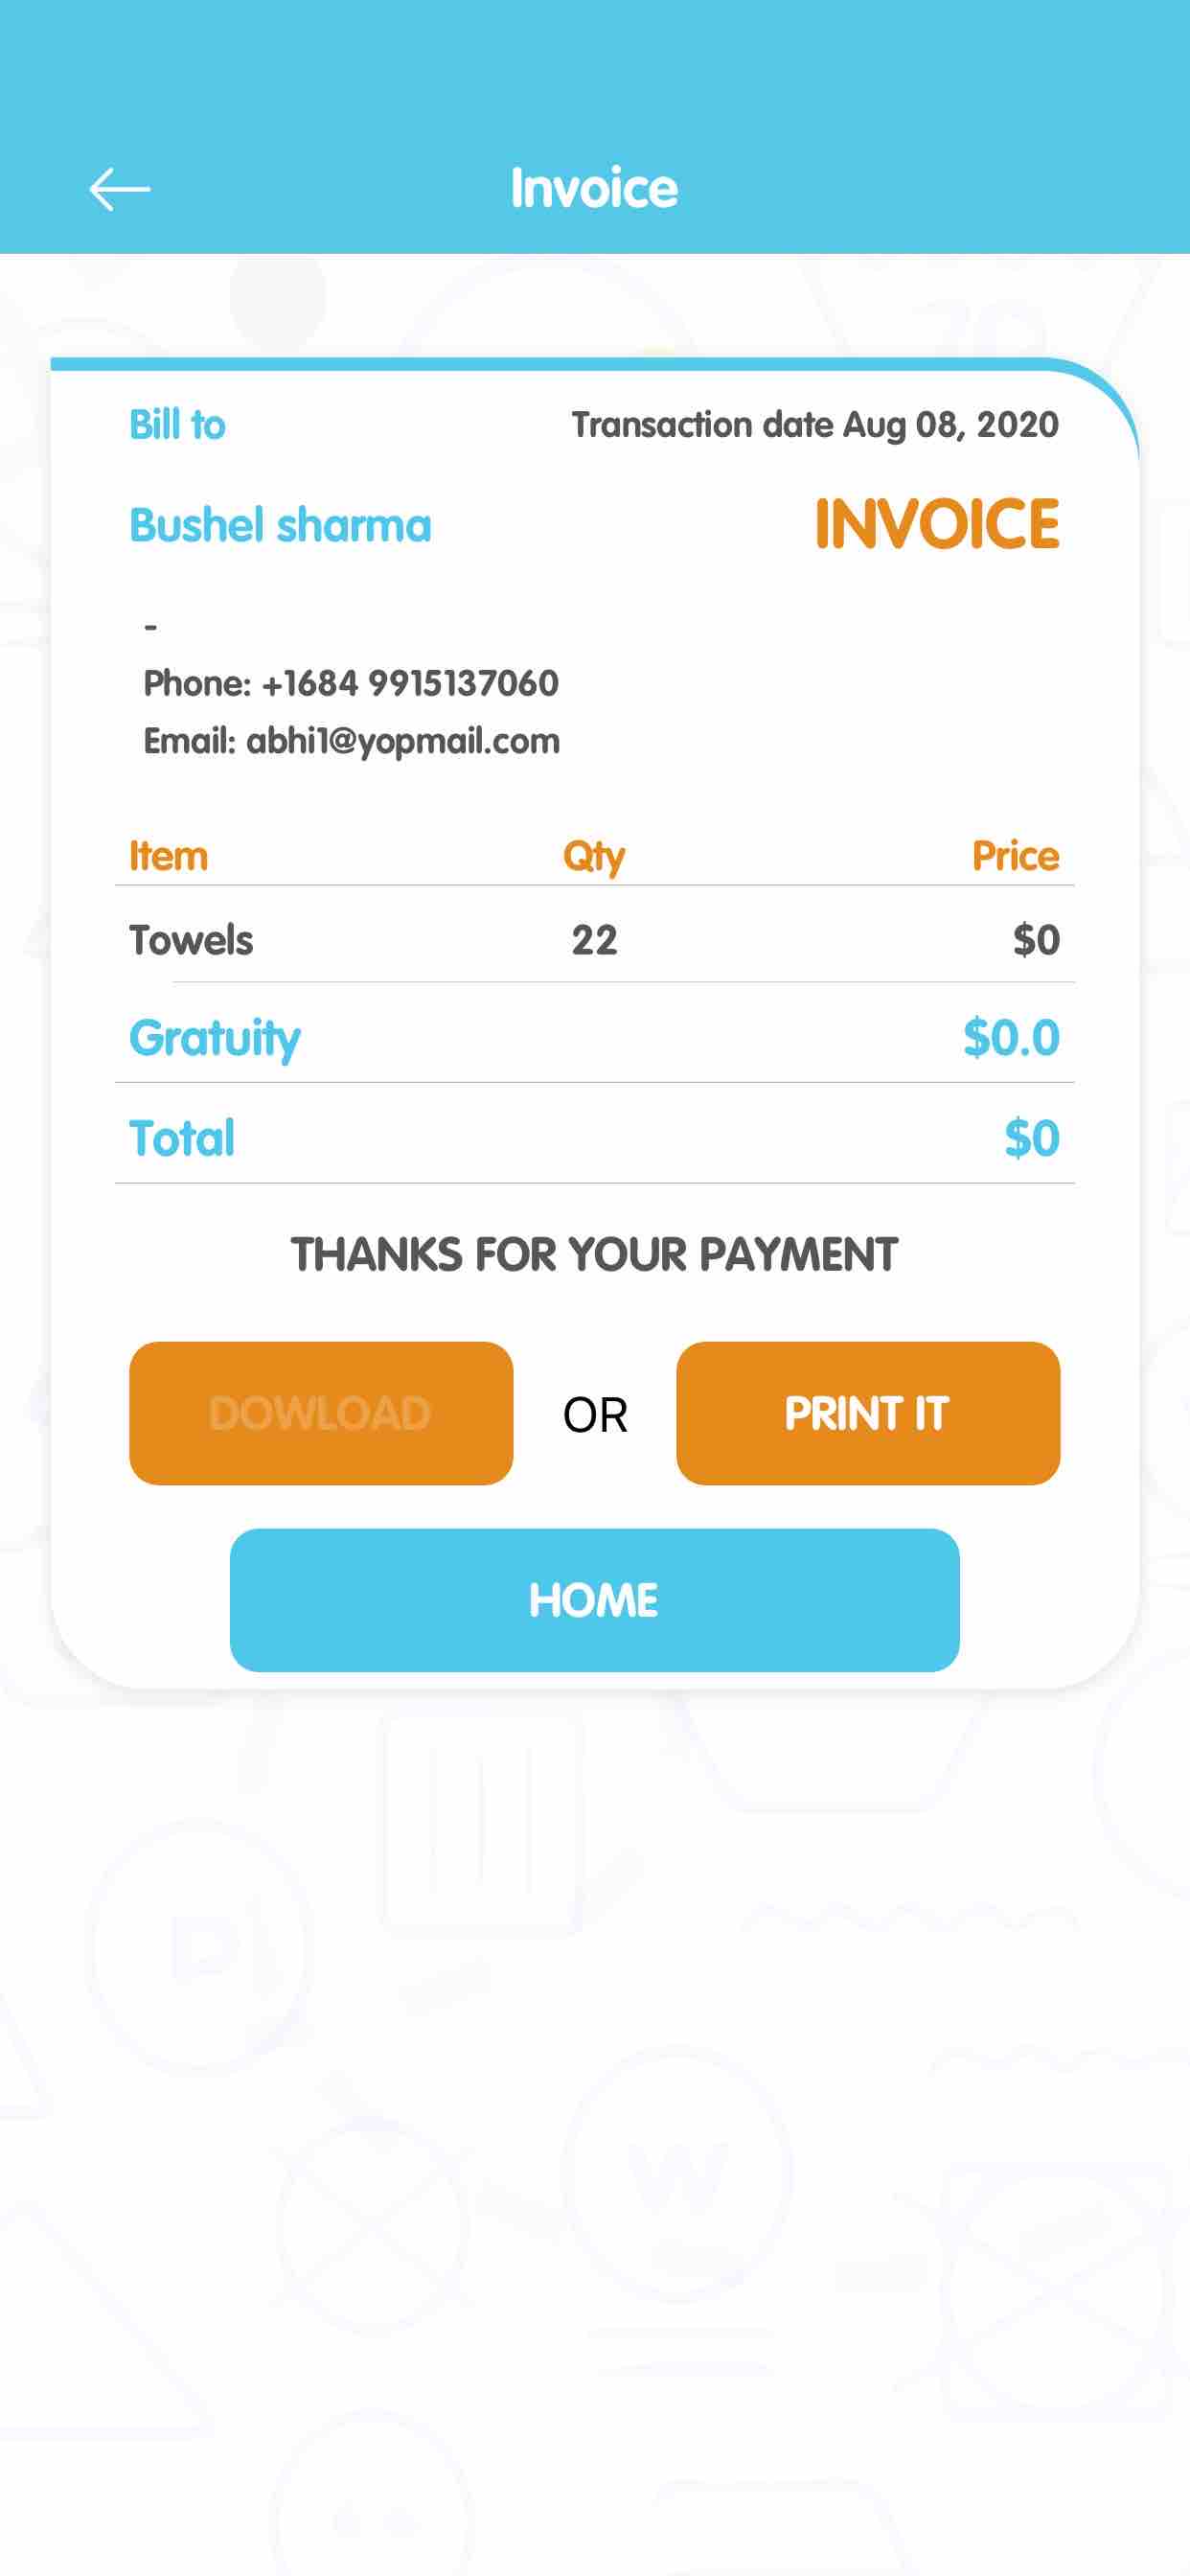 Invoice
Bill to
Transaction date Aug 08, 2020
Bushel sharma
INVOICE
-
Phone: +1684 9915137060
Email: abhi1@yopmail.com
Item Qty Price
Towels 22 $0
Gratuity $0.0
Total $0
THANKS FOR YOUR PAYMENT
DOWLOAD OR PRINT IT
HOME
P
W